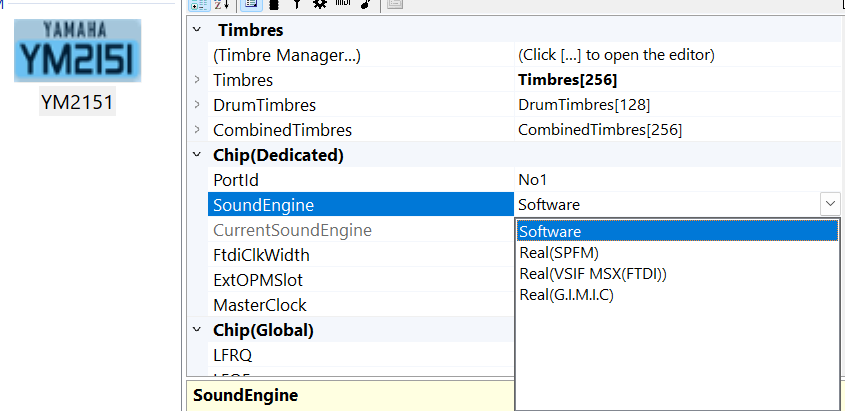 YAMAHA
YM2151
YM2151
Timbres
(Timbre Manager...) (Click [...] to open the editor)
Timbres Timbres[256]
DrumTimbres DrumTimbres[128]
CombinedTimbres CombinedTimbres[256]
Chip(Dedicated)
PortId No1
SoundEngine Software
CurrentSoundEngine
Software
FtdiClkWidth
Real(SPFM)
ExtOPMSlot
Real(VSIF MSX(FTDI))
MasterClock
Real(G.I.M.I.C)
Chip(Global)
LFRQ
SoundEngine